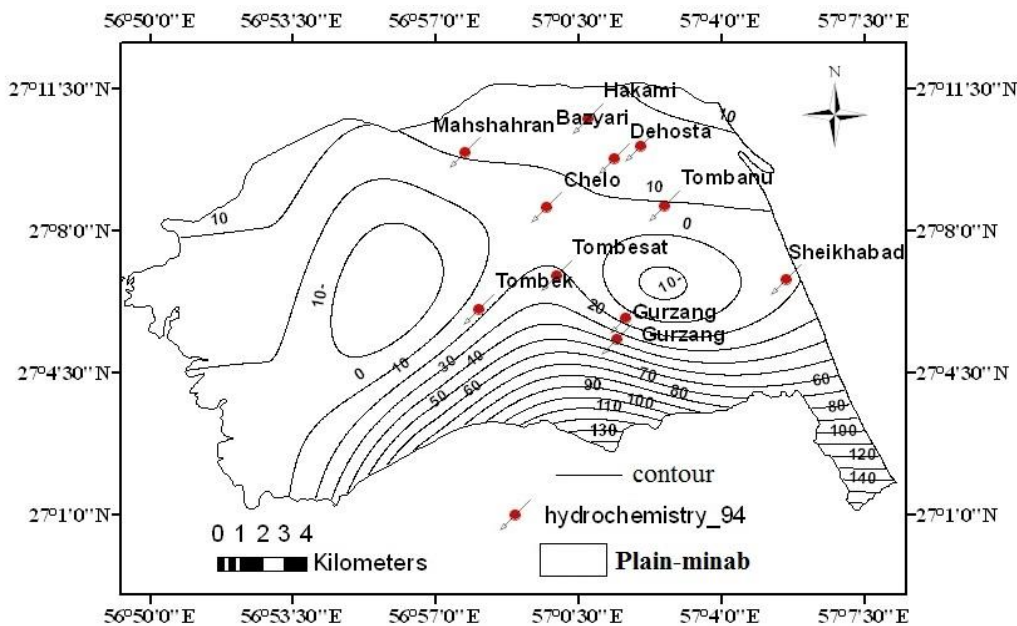 56°50'0"E 56°53'30"E 56°57'0"E 57°0'30"E 57°4'0"E 57°7'30"E
27°11'30"N 27°11'30"N
N
Hakami
10
Bazyari
Mahshahran
Dehosta
Chelo
10
Tombanu
10
27°8'0"N 27°8'0"N
0
Tombesat
Sheikhabad
Tombek
10-
10-
20
Gurzang
Gurzang
27°4'30"N 27°4'30"N
0
10
30
40
50
60
70
80
90
100
110
130
60
80
100
120
140
contour
27°1'0"N 27°1'0"N
hydrochemistry_94
0 1 2 3 4
Kilometers
Plain-minab
56°50'0"E 56°53'30"E 56°57'0"E 57°0'30"E 57°4'0"E 57°7'30"E